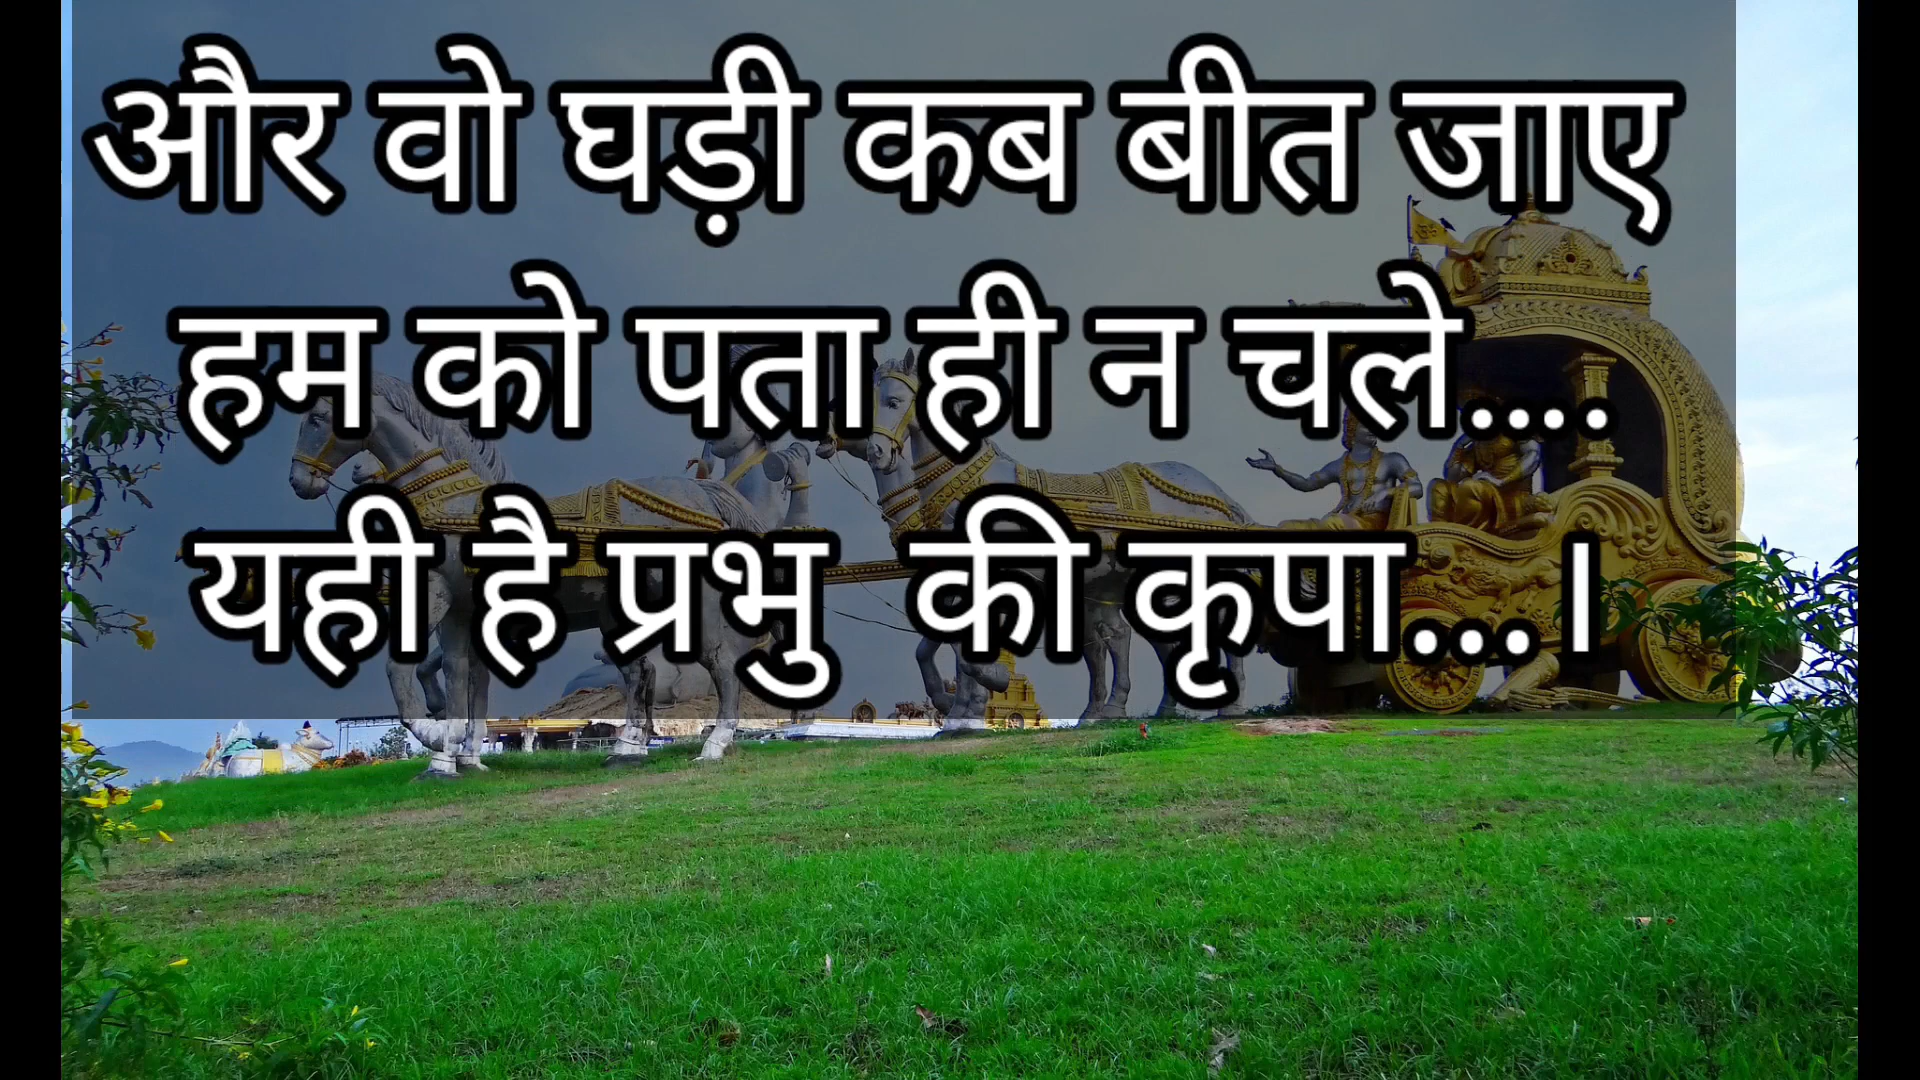 और वो घड़ी कब बीत जाए
हम को पता ही न चले....
यही है प्रभु की कृपा...।